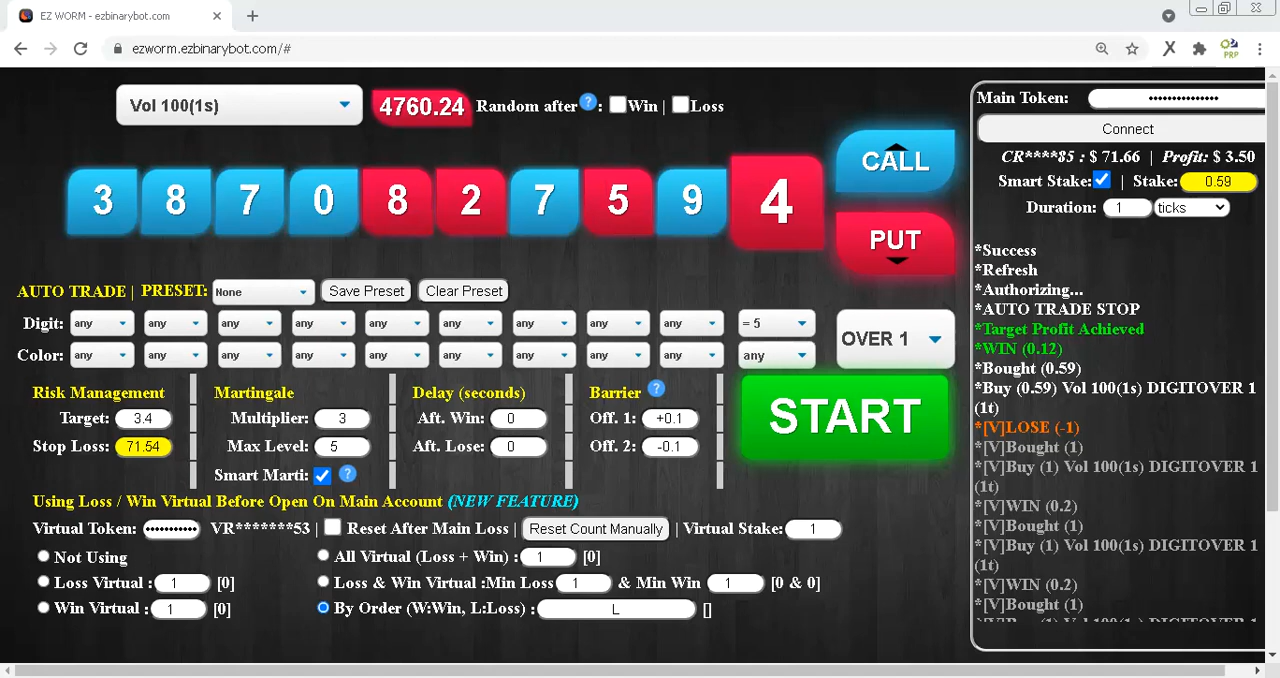 EZ WORM - ezbinarybot.com
ezworm.ezbinarybot.com/#
X
PRP
Vol 100(1s)
4760.24
Random after ? : Win | Loss
3 8 7 0 8 2 7 5 9 4
CALL
PUT
AUTO TRADE | PRESET: None Save Preset Clear Preset
Digit: any any any any any any any any any = 5
Color: any any any any any any any any any any
OVER 1
Risk Management
Target: 3.4
Stop Loss: 71.54
Martingale
Multiplier: 3
Max Level: 5
Smart Marti: ?
Delay (seconds)
Aft. Win: 0
Aft. Lose: 0
Barrier ?
Off. 1: +0.1
Off. 2: -0.1
START
Using Loss / Win Virtual Before Open On Main Account (NEW FEATURE)
Virtual Token: •••••••••• VR*******53 | Reset After Main Loss | Reset Count Manually | Virtual Stake: 1
Not Using
All Virtual (Loss + Win) : 1 [0]
Loss Virtual : 1 [0]
Loss & Win Virtual :Min Loss 1 & Min Win 1 [0 & 0]
Win Virtual : 1 [0]
By Order (W:Win, L:Loss) : L []
Main Token: •••••••••••••••
Connect
CR****85 : $ 71.66 | Profit: $ 3.50
Smart Stake: | Stake: 0.59
Duration: 1 ticks
*Success
*Refresh
*Authorizing...
*AUTO TRADE STOP
*Target Profit Achieved
*WIN (0.12)
*Bought (0.59)
*Buy (0.59) Vol 100(1s) DIGITOVER 1
(1t)
*[V]LOSE (-1)
*[V]Bought (1)
*[V]Buy (1) Vol 100(1s) DIGITOVER 1
(1t)
*[V]WIN (0.2)
*[V]Bought (1)
*[V]Buy (1) Vol 100(1s) DIGITOVER 1
(1t)
*[V]WIN (0.2)
*[V]Bought (1)
*[V]Buy (1) Vol 100(1s) DIGITOVER 1